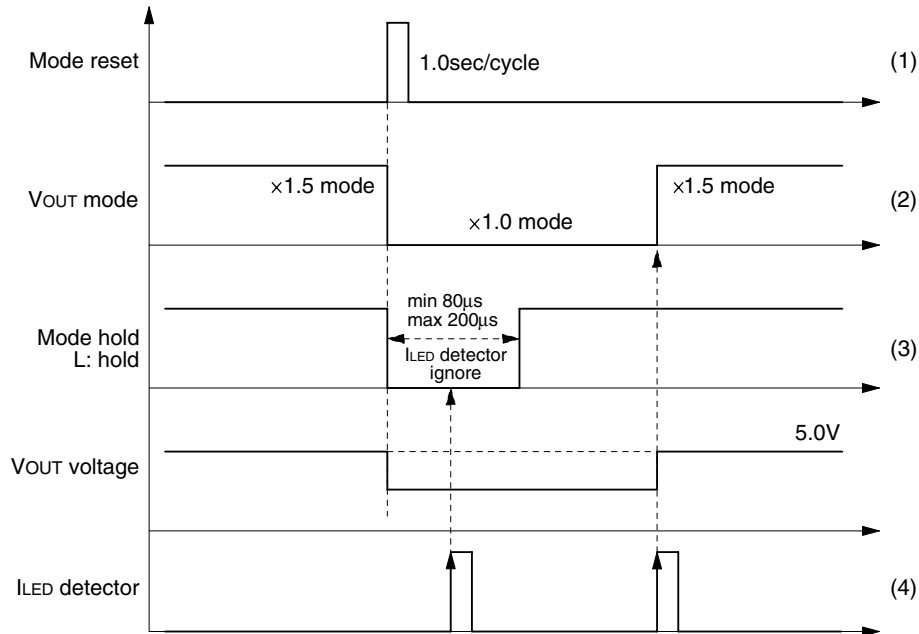 Mode reset
1.0sec/cycle
(1)
VOUT mode
×1.5 mode
×1.0 mode
×1.5 mode
(2)
Mode hold
L: hold
min 80µs
max 200µs
ILED detector
ignore
(3)
VOUT voltage
5.0V
ILED detector
(4)